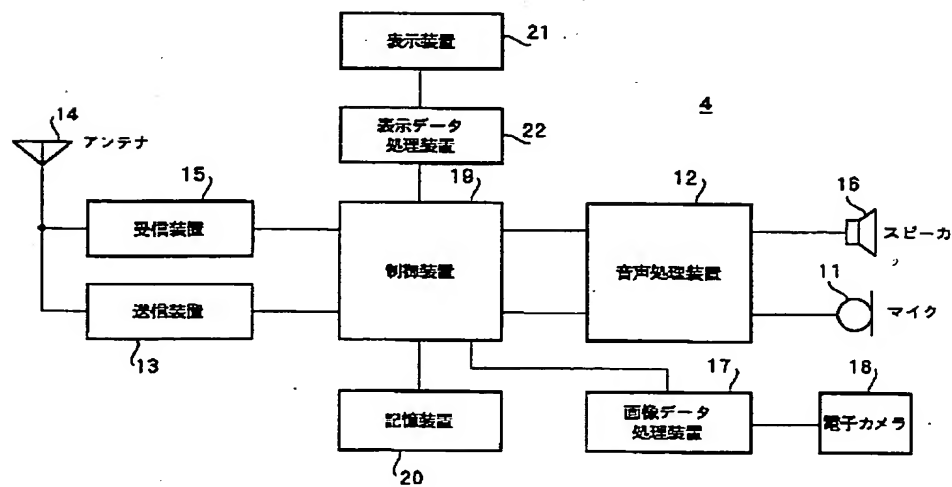 21
表示装置
4
14
アンテナ
表示データ
処理装置
22
15
19
12
16
受信装置
スピーカ
制御装置
音声処理装置
11
マイク
送信装置
13
17
18
記憶装置
画像データ
処理装置
電子カメラ
20